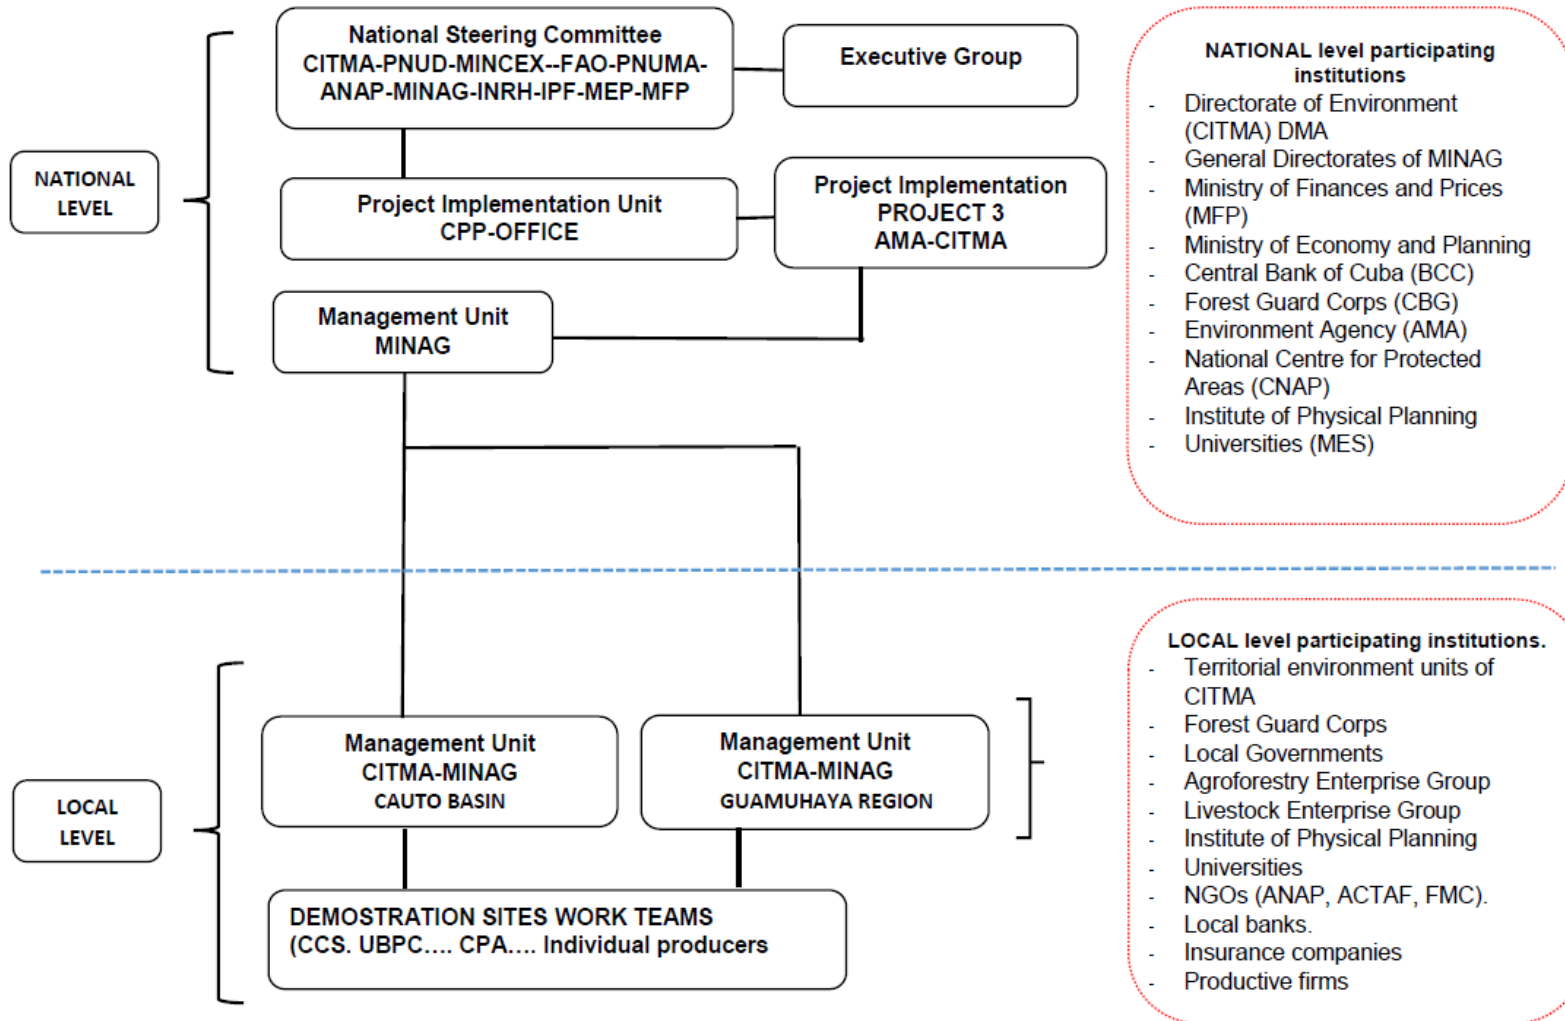 National Steering Committee
CITMA-PNUD-MINCEX--FAO-PNUMA-
ANAP-MINAG-INRH-IPF-MEP-MFP
Executive Group
NATIONAL
LEVEL
Project Implementation Unit
CPP-OFFICE
Project Implementation
PROJECT 3
AMA-CITMA
Management Unit
MINAG
NATIONAL level participating
institutions
- Directorate of Environment
(CITMA) DMA
- General Directorates of MINAG
- Ministry of Finances and Prices
(MFP)
- Ministry of Economy and Planning
- Central Bank of Cuba (BCC)
- Forest Guard Corps (CBG)
- Environment Agency (AMA)
- National Centre for Protected
Areas (CNAP)
- Institute of Physical Planning
- Universities (MES)
LOCAL
LEVEL
Management Unit
CITMA-MINAG
CAUTO BASIN
Management Unit
CITMA-MINAG
GUAMUHAYA REGION
DEMOSTRATION SITES WORK TEAMS
(CCS. UBPC.... CPA.... Individual producers
LOCAL level participating institutions.
- Territorial environment units of
CITMA
- Forest Guard Corps
- Local Governments
- Agroforestry Enterprise Group
- Livestock Enterprise Group
- Institute of Physical Planning
- Universities
- NGOs (ANAP, ACTAF, FMC).
- Local banks.
- Insurance companies
- Productive firms